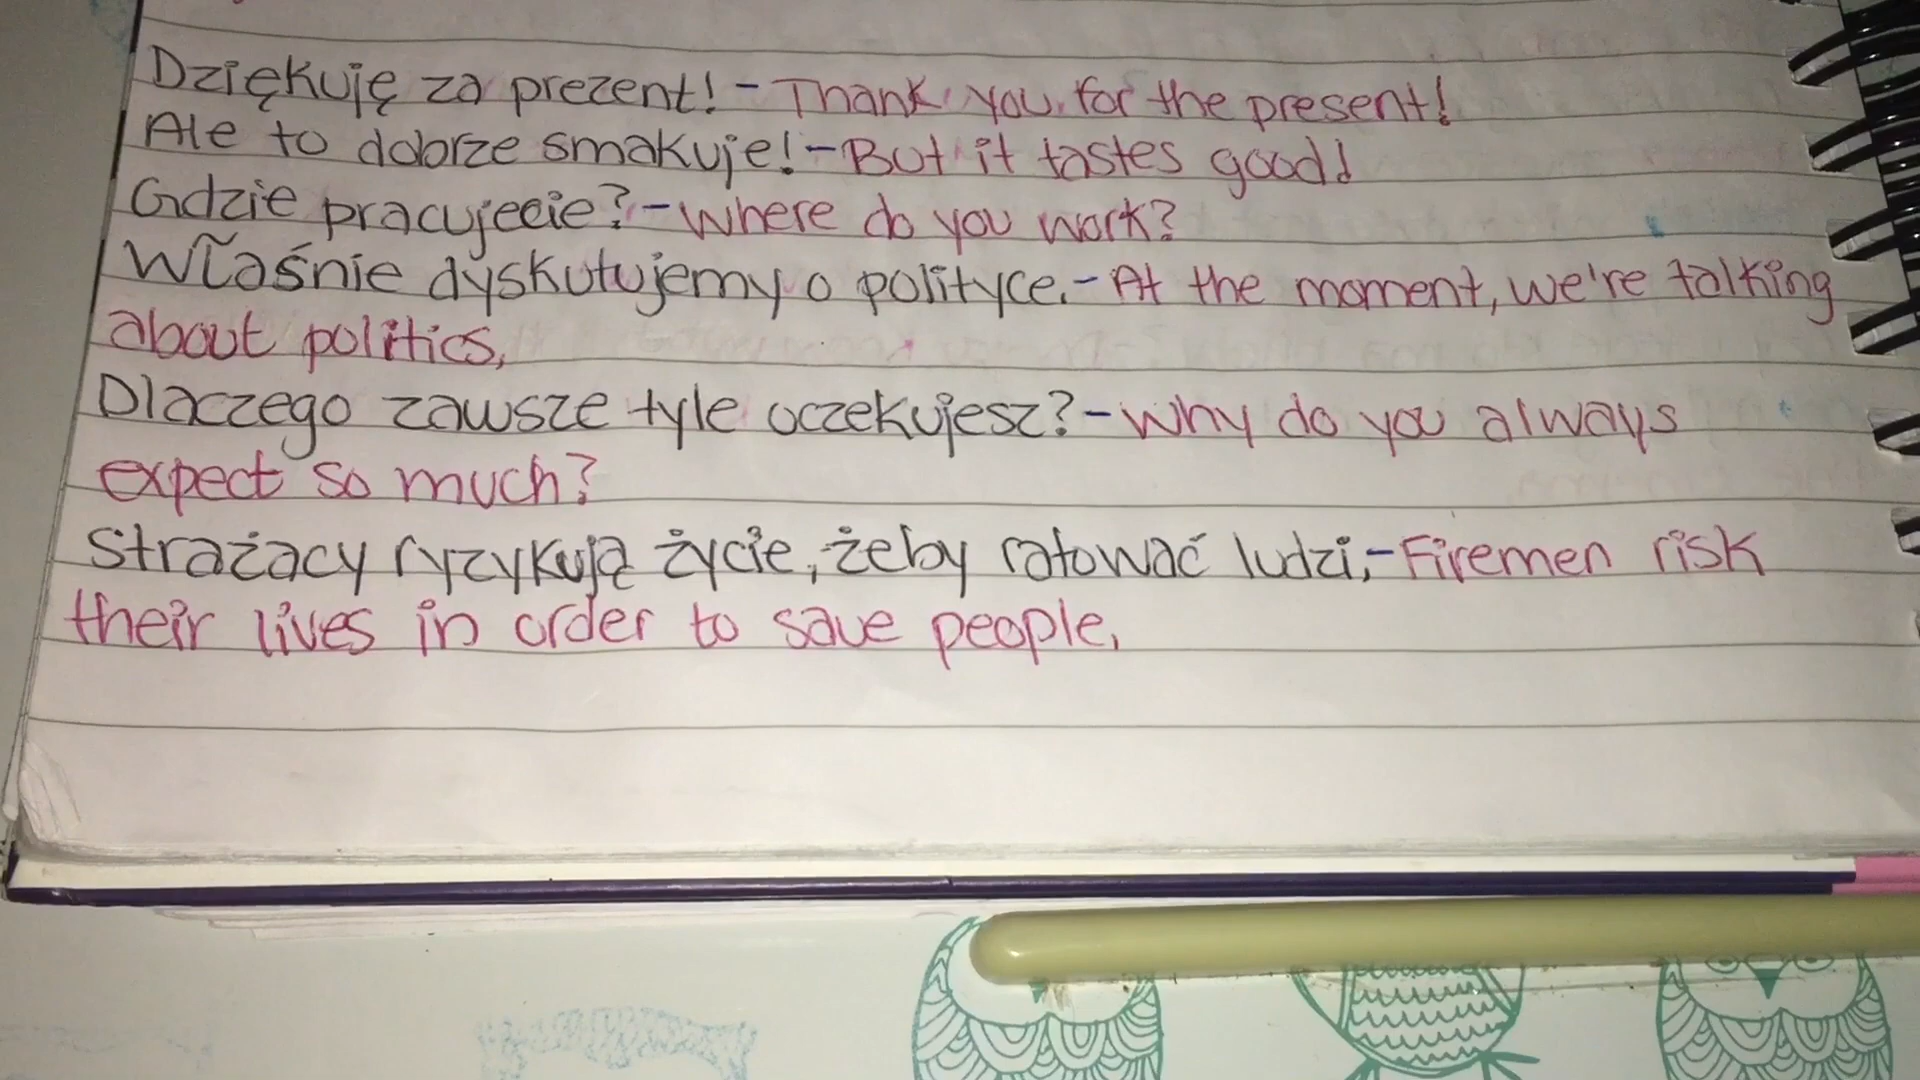 Dziękuję za prezent! - Thank you for the present!
Ale to dobrze smakuje! - But it tastes good!
Gdzie pracujecie? - Where do you work?
Właśnie dyskutujemy o polityce. - At the moment, we're talking
about politics.
Dlaczego zawsze tyle oczekujesz? - Why do you always
expect so much?
Strażacy ryzykują życie, żeby ratować ludzi. - Firemen risk
their lives in order to save people.